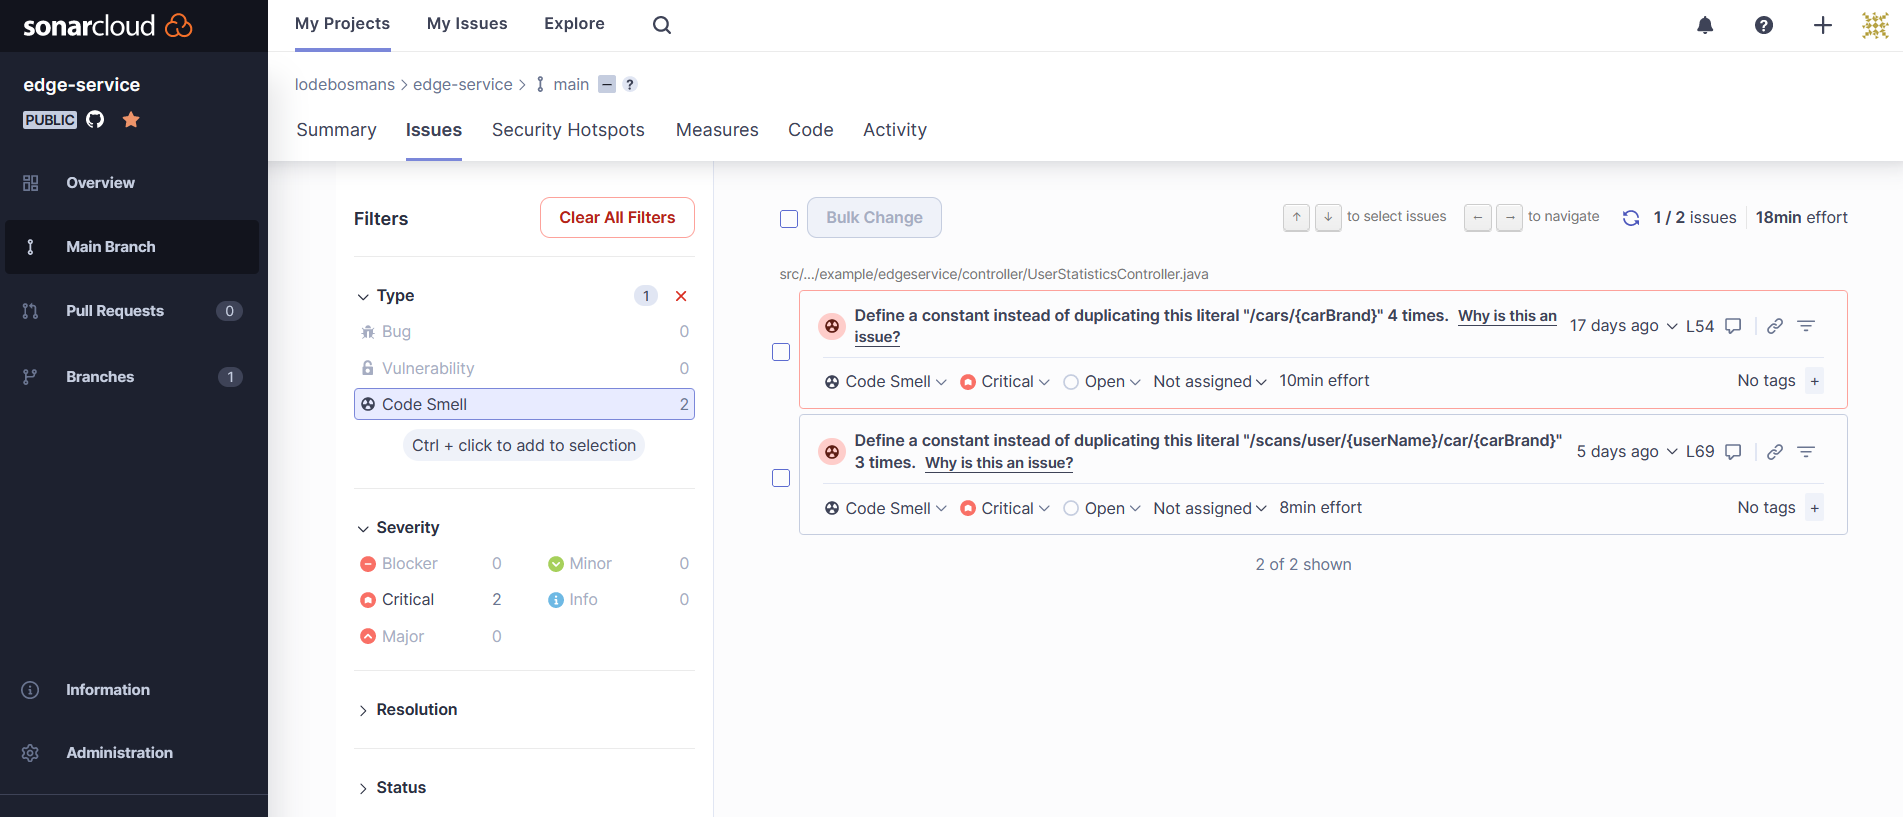 sonarcloud
My Projects My Issues Explore
edge-service
PUBLIC
lodebosmans > edge-service > main – ?
Summary Issues Security Hotspots Measures Code Activity
Overview
Main Branch
Pull Requests 0
Branches 1
Information
Administration
Filters Clear All Filters
Type 1
Bug 0
Vulnerability 0
Code Smell 2
Ctrl + click to add to selection
Severity
Blocker 0 Minor 0
Critical 2 Info 0
Major 0
Resolution
Status
Bulk Change ↑ ↓ to select issues ← → to navigate 1 / 2 issues 18min effort
src/.../example/edgeservice/controller/UserStatisticsController.java
Define a constant instead of duplicating this literal "/cars/{carBrand}" 4 times. Why is this an
issue?
17 days ago L54
Code Smell Critical Open Not assigned 10min effort No tags +
Define a constant instead of duplicating this literal "/scans/user/{userName}/car/{carBrand}"
3 times. Why is this an issue?
5 days ago L69
Code Smell Critical Open Not assigned 8min effort No tags +
2 of 2 shown